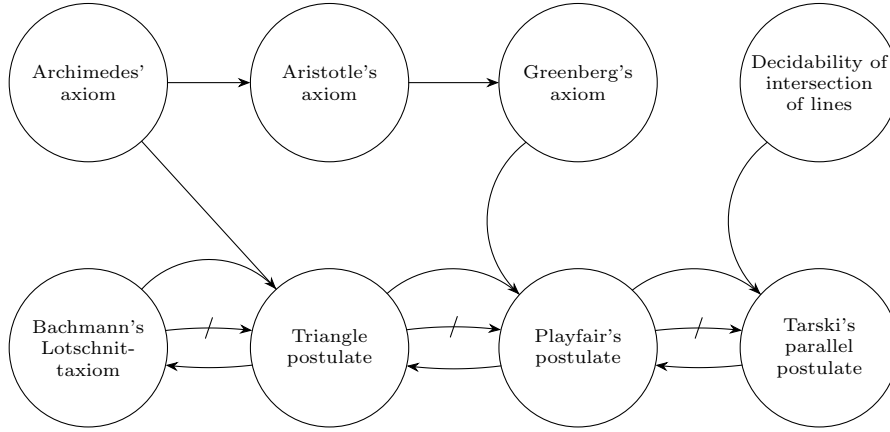 Archimedes'
axiom
Aristotle's
axiom
Greenberg's
axiom
Decidability of
intersection
of lines
Bachmann's
Lotschnit-
taxiom
Triangle
postulate
Playfair's
postulate
Tarski's
parallel
postulate